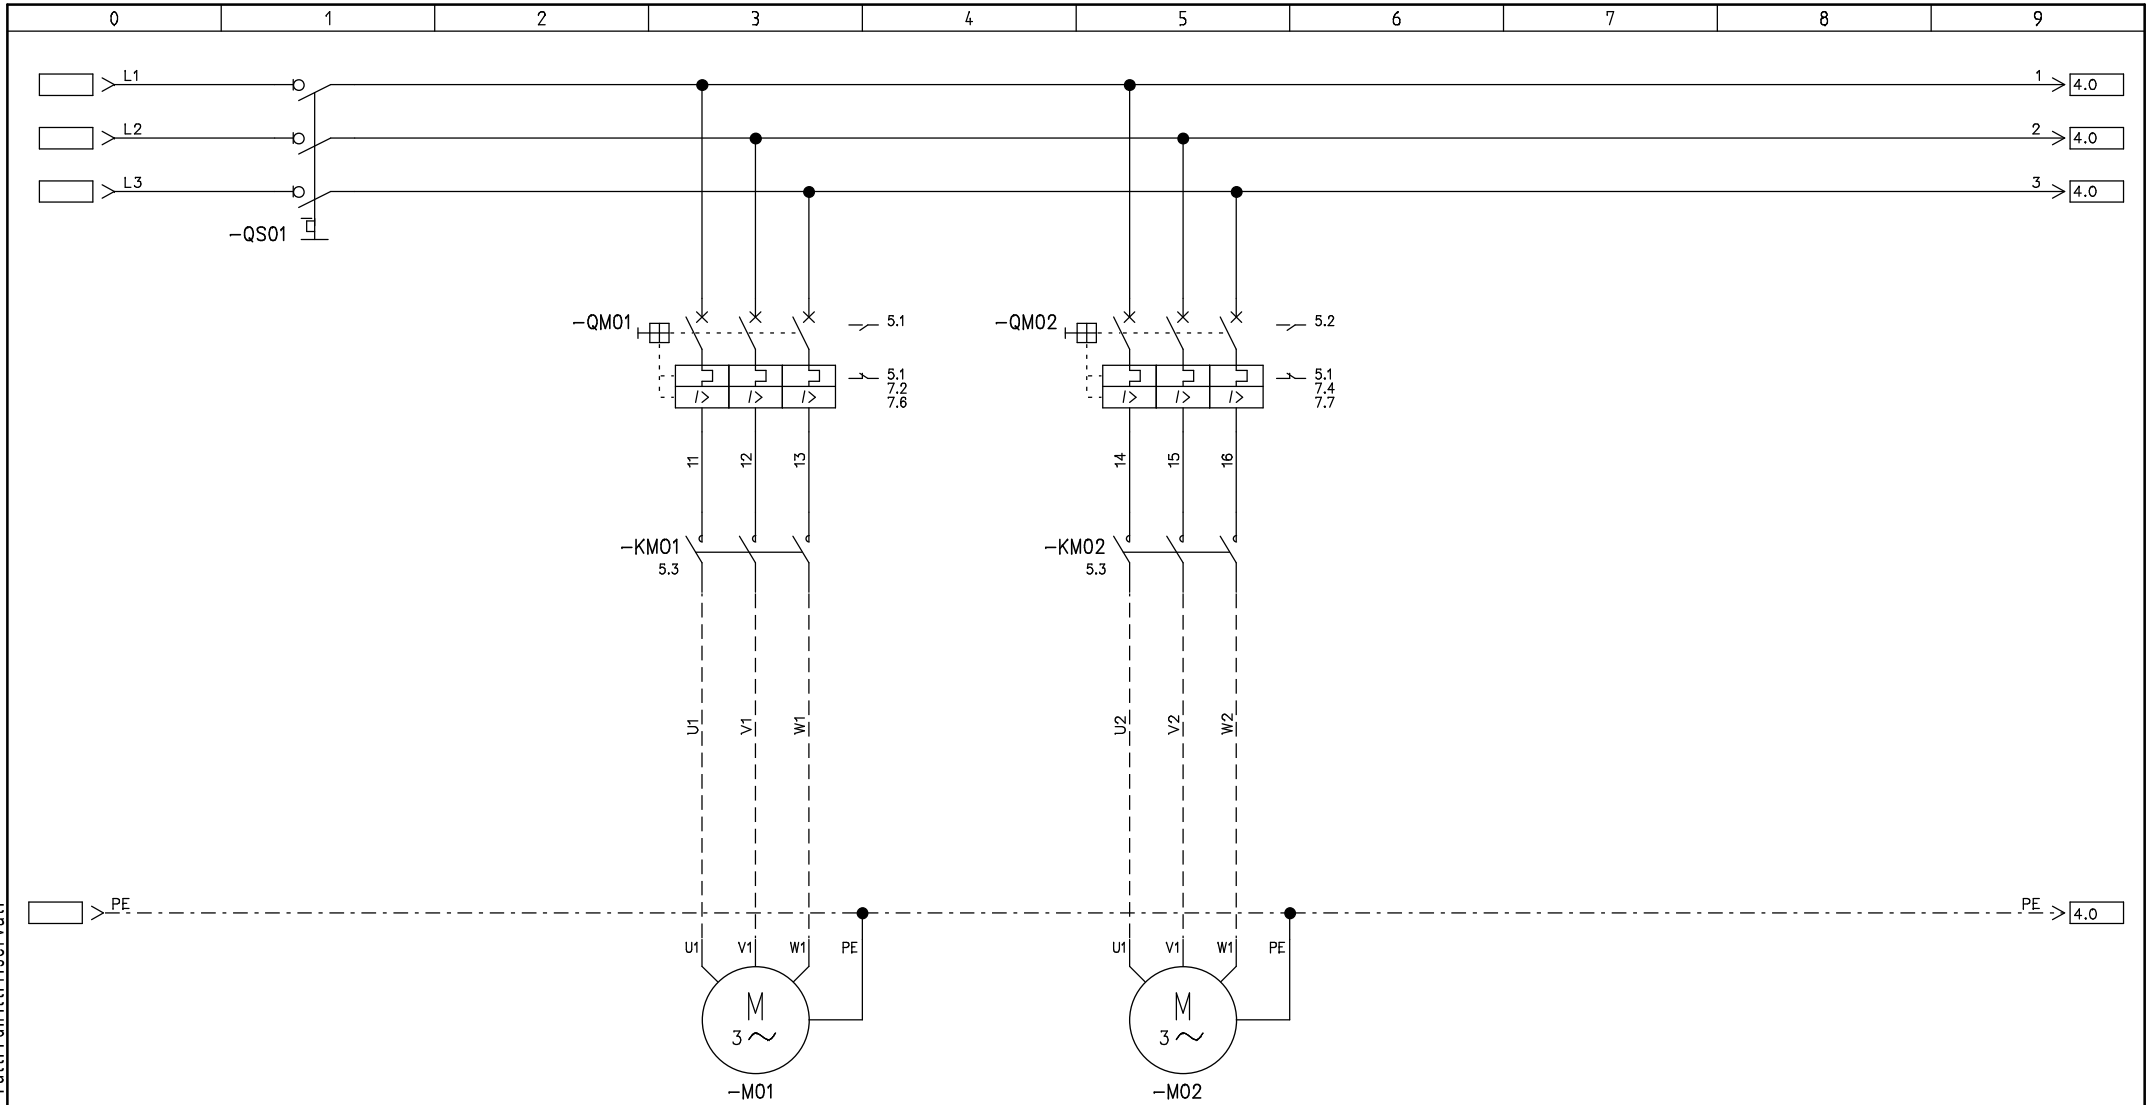 0 1 2 3 4 5 6 7 8 9
L1 1 4.0
L2 2 4.0
L3 3 4.0
-QS01
-QM01 5.1
-QM02 5.2
5.1
7.2
7.6
5.1
7.4
7.7
I> I> I>
I> I> I>
11 12 13
14 15 16
-KM01
5.3
-KM02
5.3
U1 V1 W1
U2 V2 W2
PE PE 4.0
U1 V1 W1 PE
U1 V1 W1 PE
M
3~
M
3~
-M01
-M02